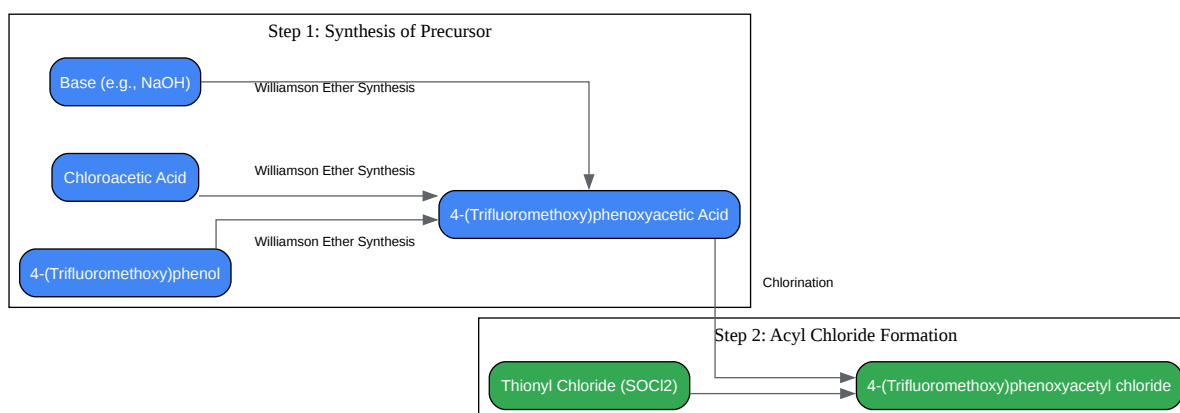 Step 1: Synthesis of Precursor
Base (e.g., NaOH)
Williamson Ether Synthesis
Chloroacetic Acid
Williamson Ether Synthesis
4-(Trifluoromethoxy)phenoxyacetic Acid
Williamson Ether Synthesis
4-(Trifluoromethoxy)phenol
Chlorination
Step 2: Acyl Chloride Formation
Thionyl Chloride (SOCl2)
4-(Trifluoromethoxy)phenoxyacetyl chloride